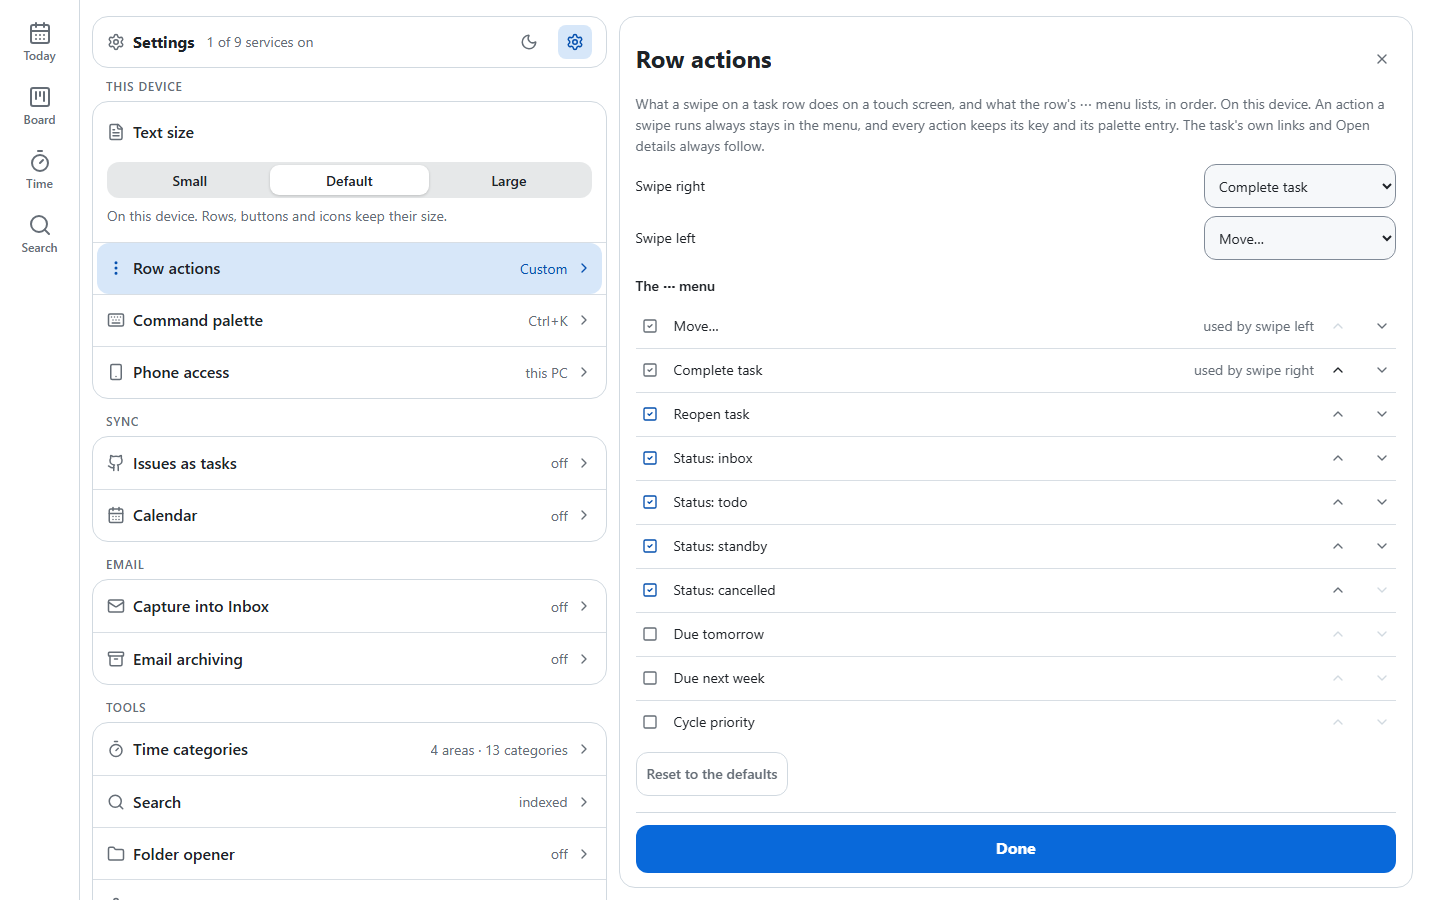 Today
Board
Time
Search
Settings 1 of 9 services on
THIS DEVICE
Text size
Small Default Large
On this device. Rows, buttons and icons keep their size.
Row actions Custom
Command palette Ctrl+K
Phone access this PC
SYNC
Issues as tasks off
Calendar off
EMAIL
Capture into Inbox off
Email archiving off
TOOLS
Time categories 4 areas · 13 categories
Search indexed
Folder opener off
Row actions
What a swipe on a task row does on a touch screen, and what the row's ··· menu lists, in order. On this device. An action a
swipe runs always stays in the menu, and every action keeps its key and its palette entry. The task's own links and Open
details always follow.
Swipe right Complete task
Swipe left Move...
The ··· menu
Move... used by swipe left
Complete task used by swipe right
Reopen task
Status: inbox
Status: todo
Status: standby
Status: cancelled
Due tomorrow
Due next week
Cycle priority
Reset to the defaults
Done